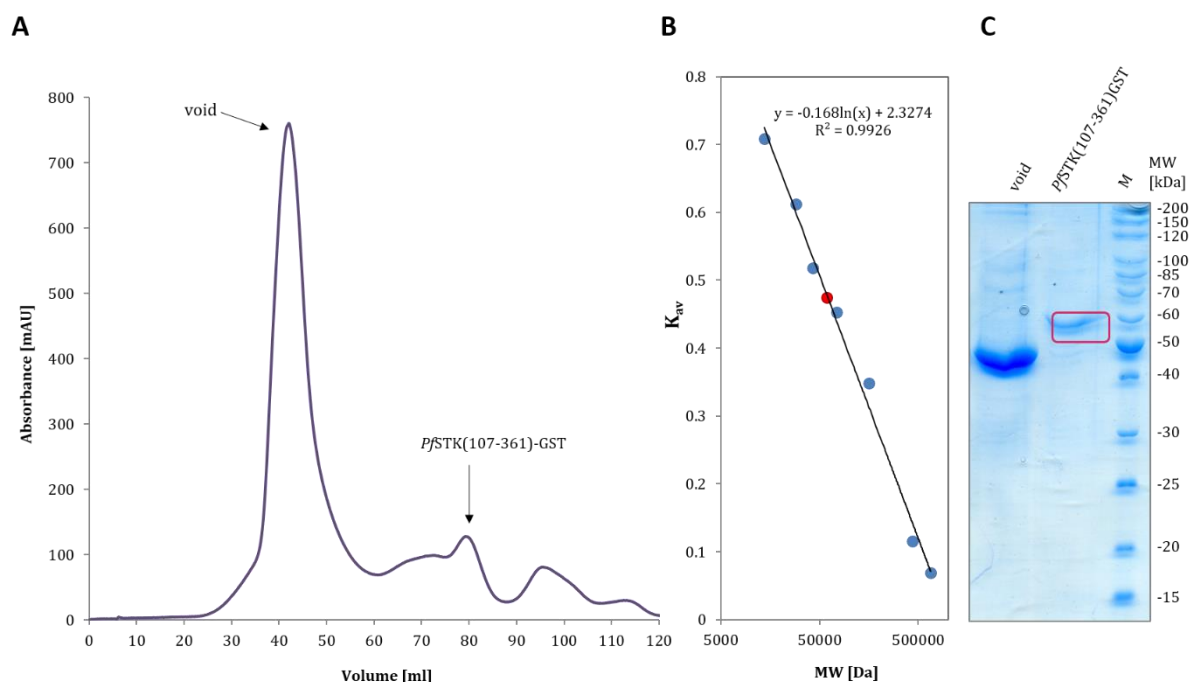 A
B
C
800
700
600
500
400
300
200
100
0
0
10
20
30
40
50
60
70
80
90
100
110
120
Absorbance [mAU]
Volume [ml]
void
PfSTK(107-361)-GST
0.8
0.7
0.6
0.5
0.4
0.3
0.2
0.1
0
5000
50000
500000
Kav
MW [Da]
y = -0.168ln(x) + 2.3274
R² = 0.9926
void
PfSTK(107-361)GST
M
MW
[kDa]
-200
-150
-120
-100
-85
-70
-60
-50
-40
-30
-25
-20
-15